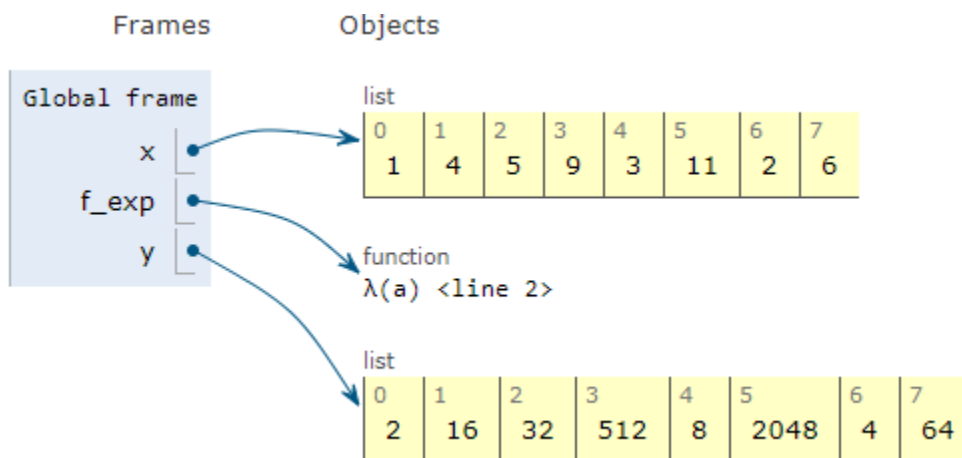 Frames Objects
Global frame
x
f_exp
y
list
0 1 2 3 4 5 6 7
1 4 5 9 3 11 2 6
function
λ(a) <line 2>
list
0 1 2 3 4 5 6 7
2 16 32 512 8 2048 4 64